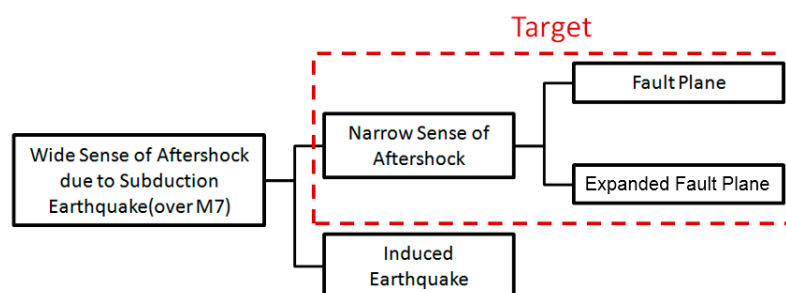 Target
Fault Plane
Narrow Sense of
Aftershock
Wide Sense of Aftershock
due to Subduction
Earthquake(over M7)
Expanded Fault Plane
Induced
Earthquake